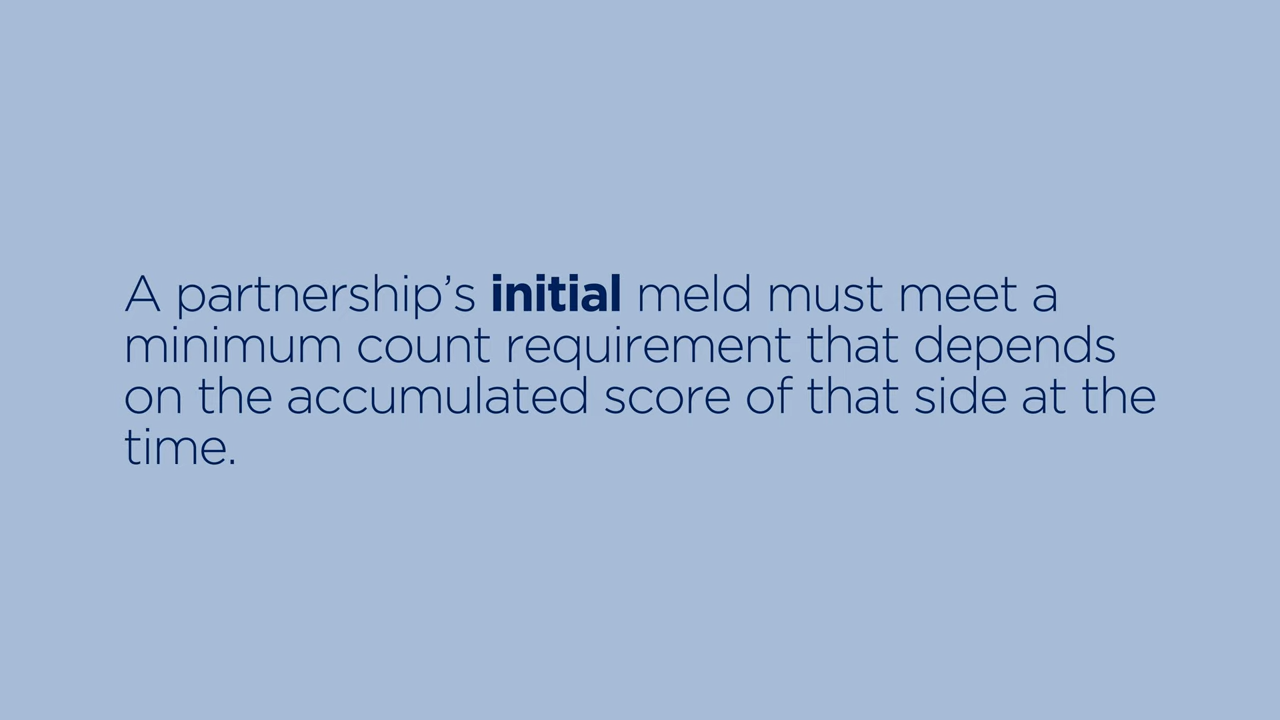 A partnership’s initial meld must meet a
minimum count requirement that depends
on the accumulated score of that side at the
time.